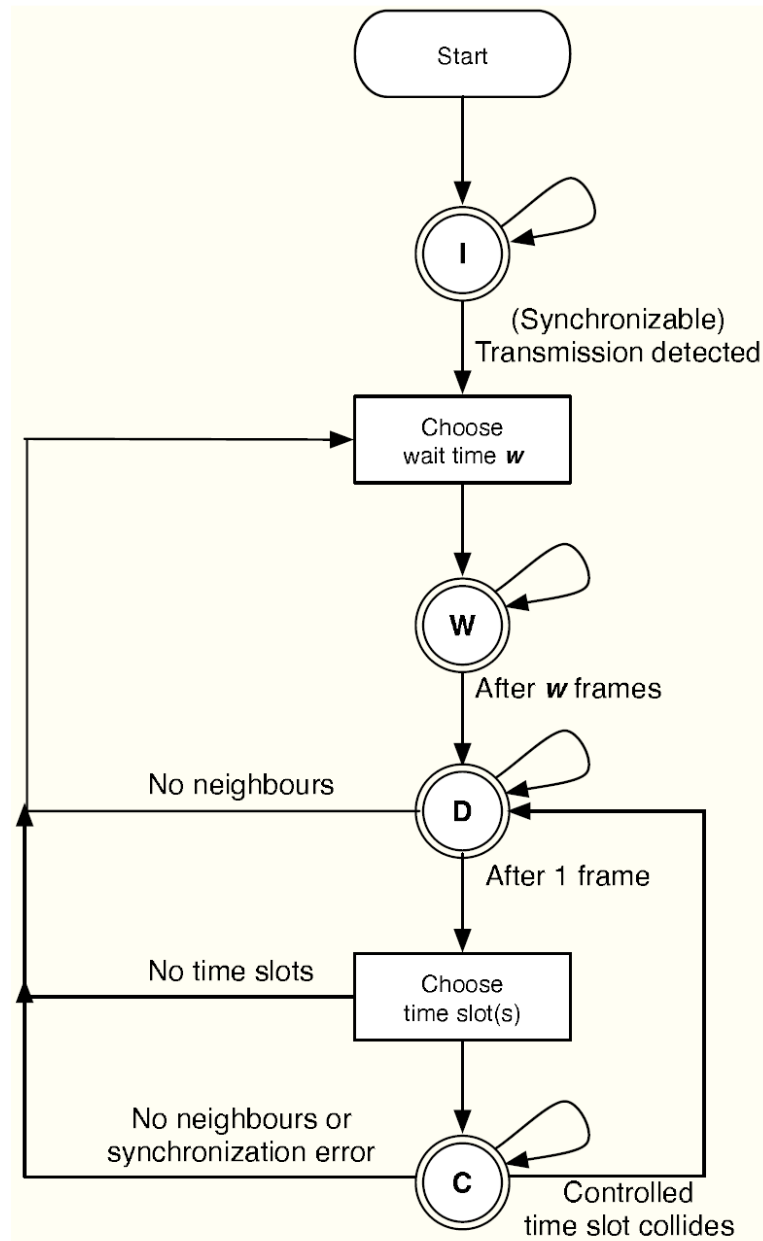 Start
I
(Synchronizable)
Transmission detected
Choose
wait time w
W
After w frames
No neighbours
D
After 1 frame
No time slots
Choose
time slot(s)
No neighbours or
synchronization error
C
Controlled
time slot collides